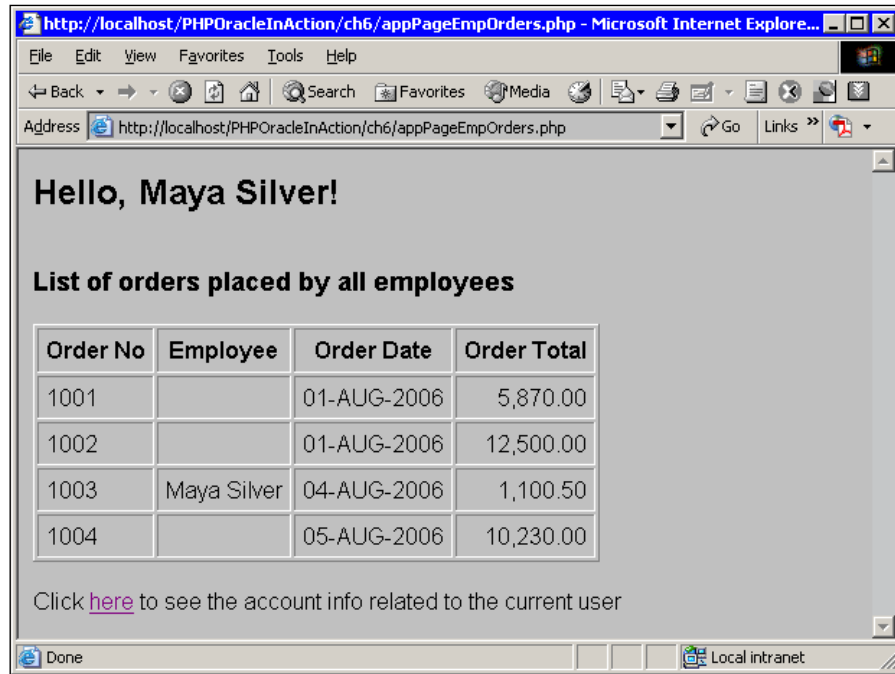 http://localhost/PHPOracleInAction/ch6/appPageEmpOrders.php - Microsoft Internet Explore...
File Edit View Favorites Tools Help
Back Search Favorites Media
Address http://localhost/PHPOracleInAction/ch6/appPageEmpOrders.php Go Links »
Hello, Maya Silver!
List of orders placed by all employees
Order No Employee Order Date Order Total
1001 01-AUG-2006 5,870.00
1002 01-AUG-2006 12,500.00
1003 Maya Silver 04-AUG-2006 1,100.50
1004 05-AUG-2006 10,230.00
Click here to see the account info related to the current user
Done Local intranet